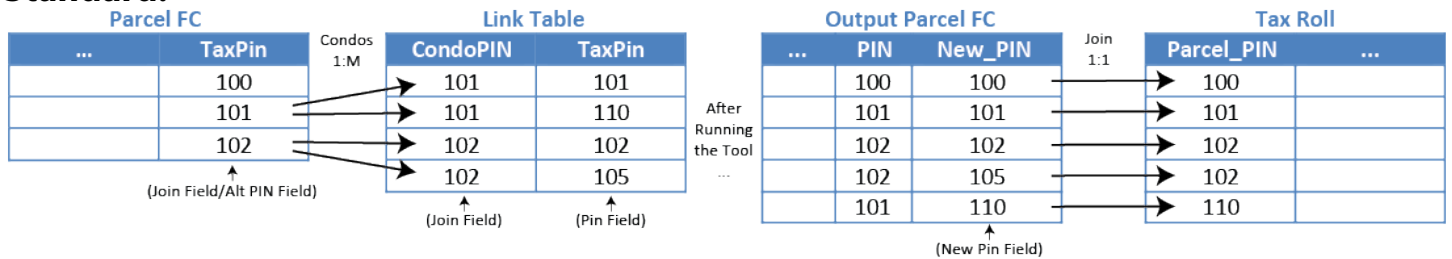 Parcel FC
... TaxPin
100
101
102
(Join Field/Alt PIN Field)
Condos
1:M
Link Table
CondoPIN TaxPin
101 101
101 110
102 102
102 105
(Join Field) (Pin Field)
After
Running
the Tool
...
Output Parcel FC
... PIN New_PIN
100 100
101 101
102 102
102 105
101 110
(New Pin Field)
Join
1:1
Tax Roll
Parcel_PIN ...
100
101
102
102
110